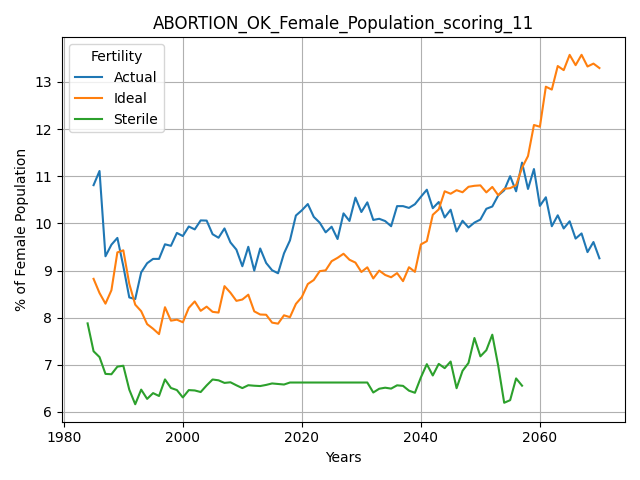 ABORTION_OK_Female_Population_scoring_11
Fertility
Actual
Ideal
Sterile
% of Female Population
13
12
11
10
9
8
7
6
1980
2000
2020
2040
2060
Years